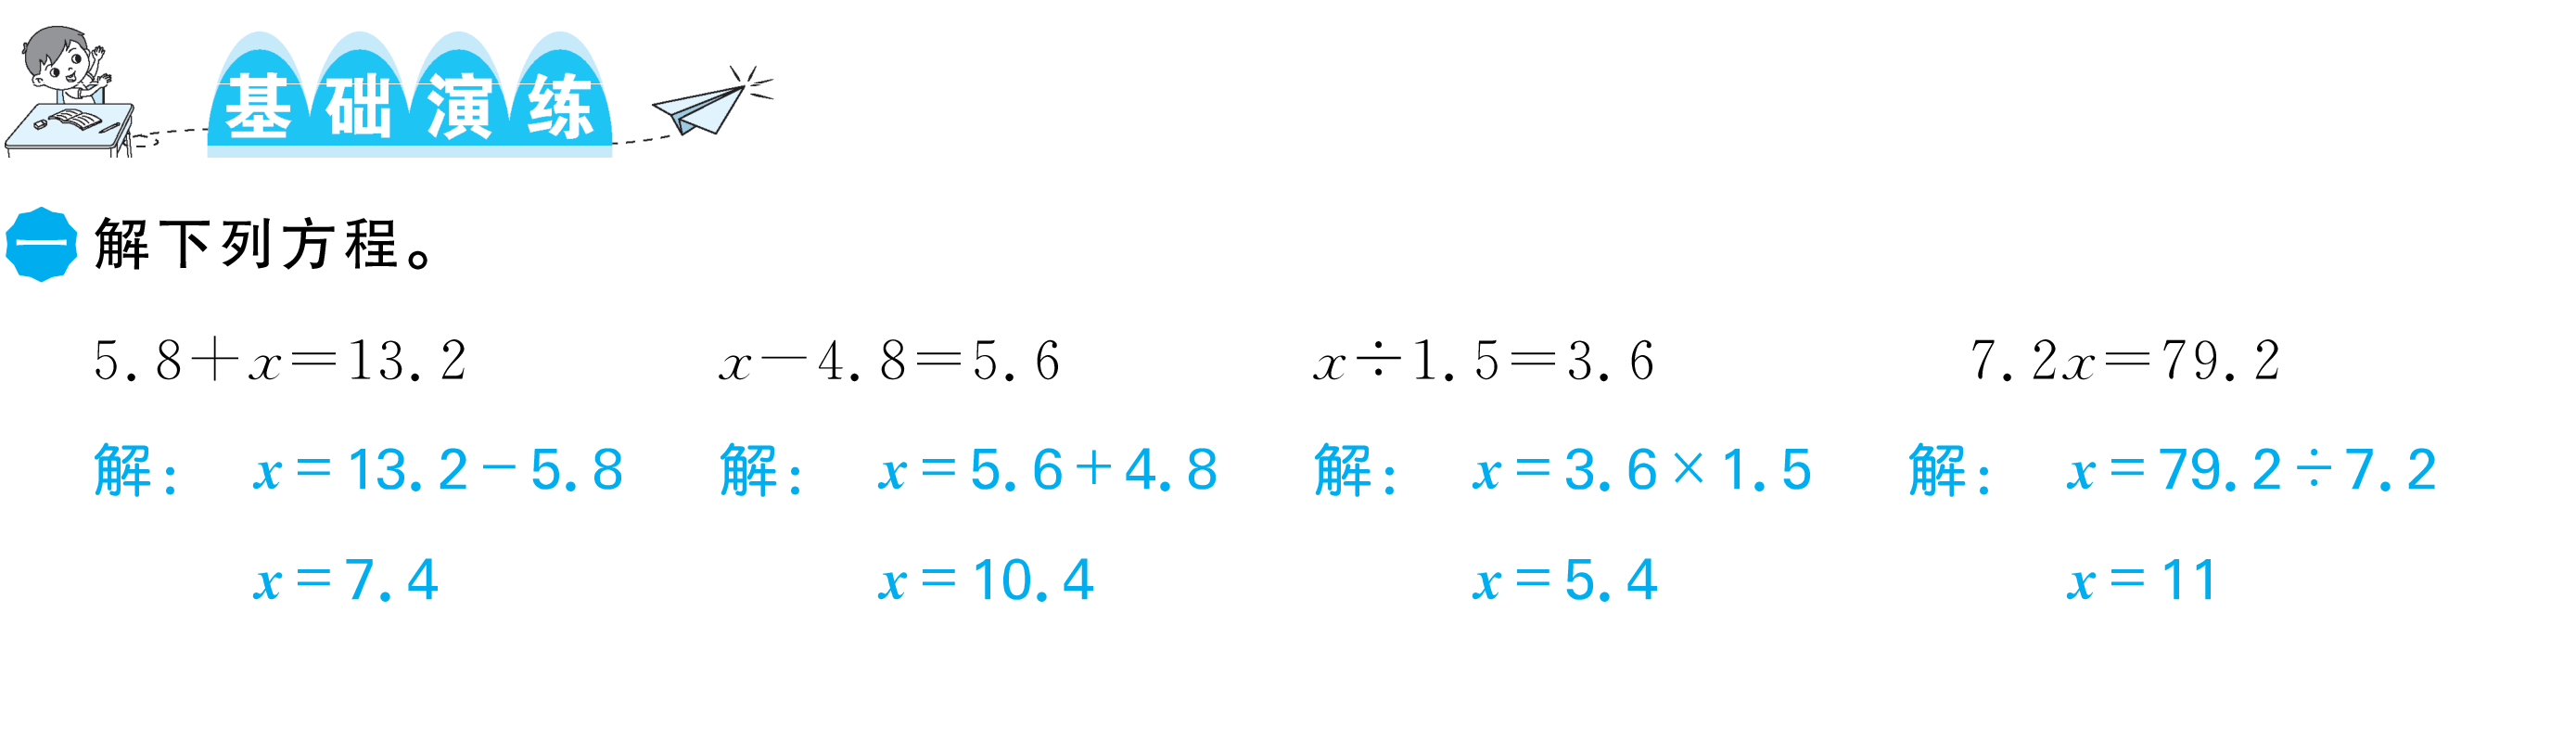 基础演练
一 解下列方程。
5.8+x=13.2 x-4.8=5.6 x÷1.5=3.6 7.2x=79.2
解: x=13.2-5.8 解: x=5.6+4.8 解: x=3.6×1.5 解: x=79.2÷7.2
x=7.4 x=10.4 x=5.4 x=11